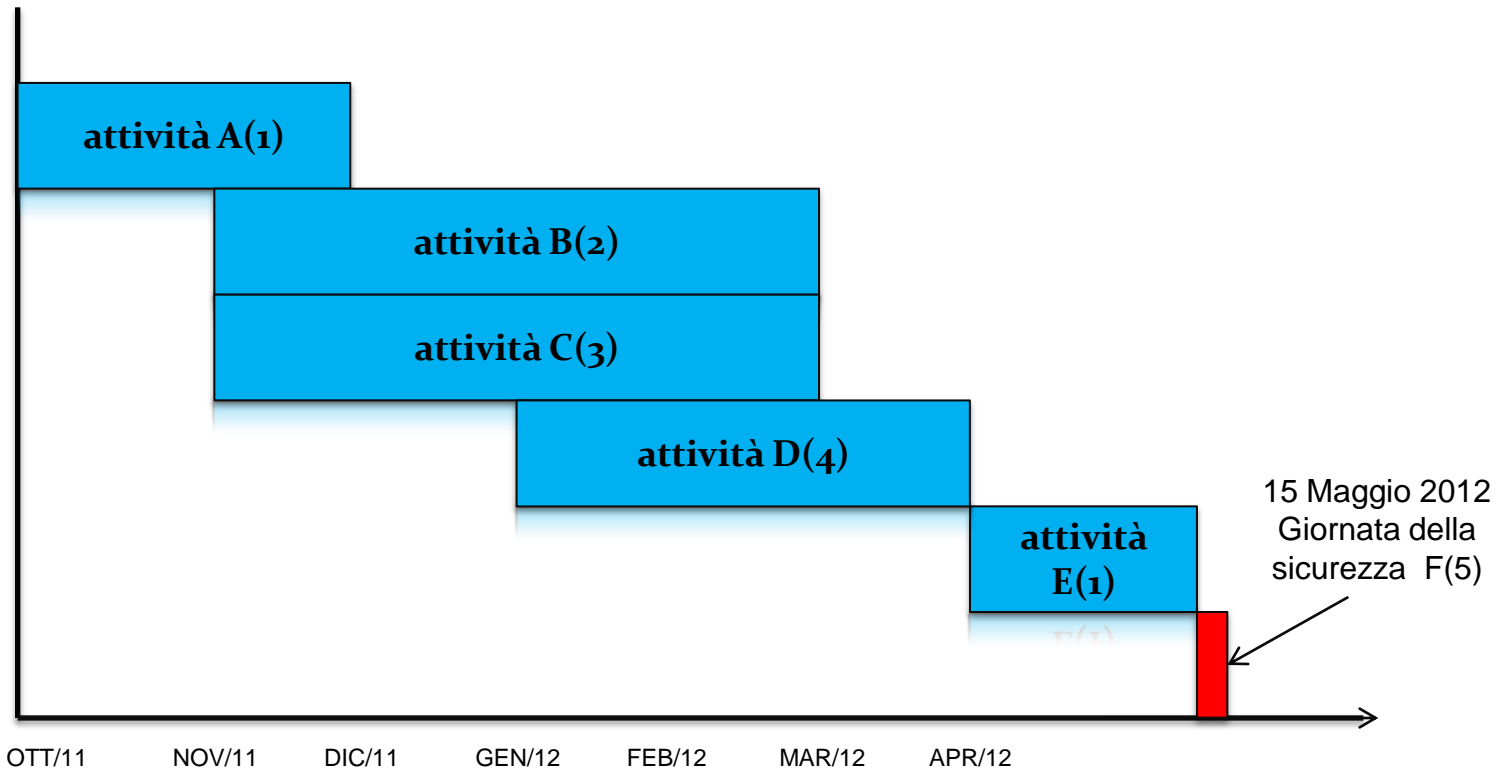 attività A(1)
attività B(2)
attività C(3)
attività D(4)
attività
E(1)
15 Maggio 2012
Giornata della
sicurezza F(5)
OTT/11 NOV/11 DIC/11 GEN/12 FEB/12 MAR/12 APR/12